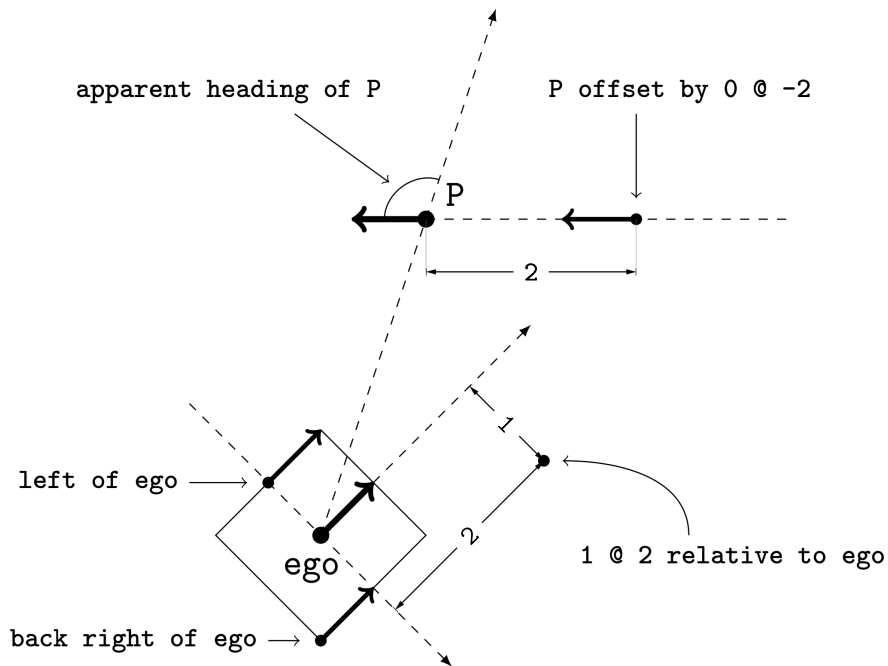 apparent heading of P
P offset by 0 @ -2
P
2
1
left of ego
2
ego
1 @ 2 relative to ego
back right of ego